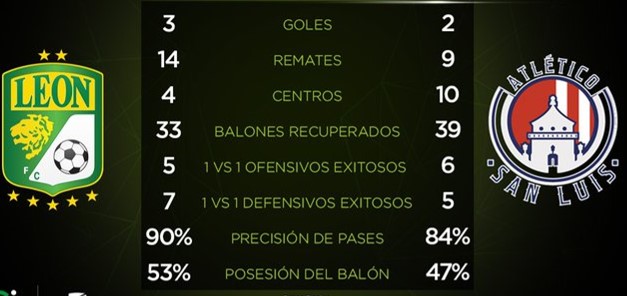 3 GOLES 2
14 REMATES 9
4 CENTROS 10
33 BALONES RECUPERADOS 39
5 1 VS 1 OFENSIVOS EXITOSOS 6
7 1 VS 1 DEFENSIVOS EXITOSOS 5
90% PRECISIÓN DE PASES 84%
53% POSESIÓN DEL BALÓN 47%
LEON
F C
ATLÉTICO
SAN LUIS